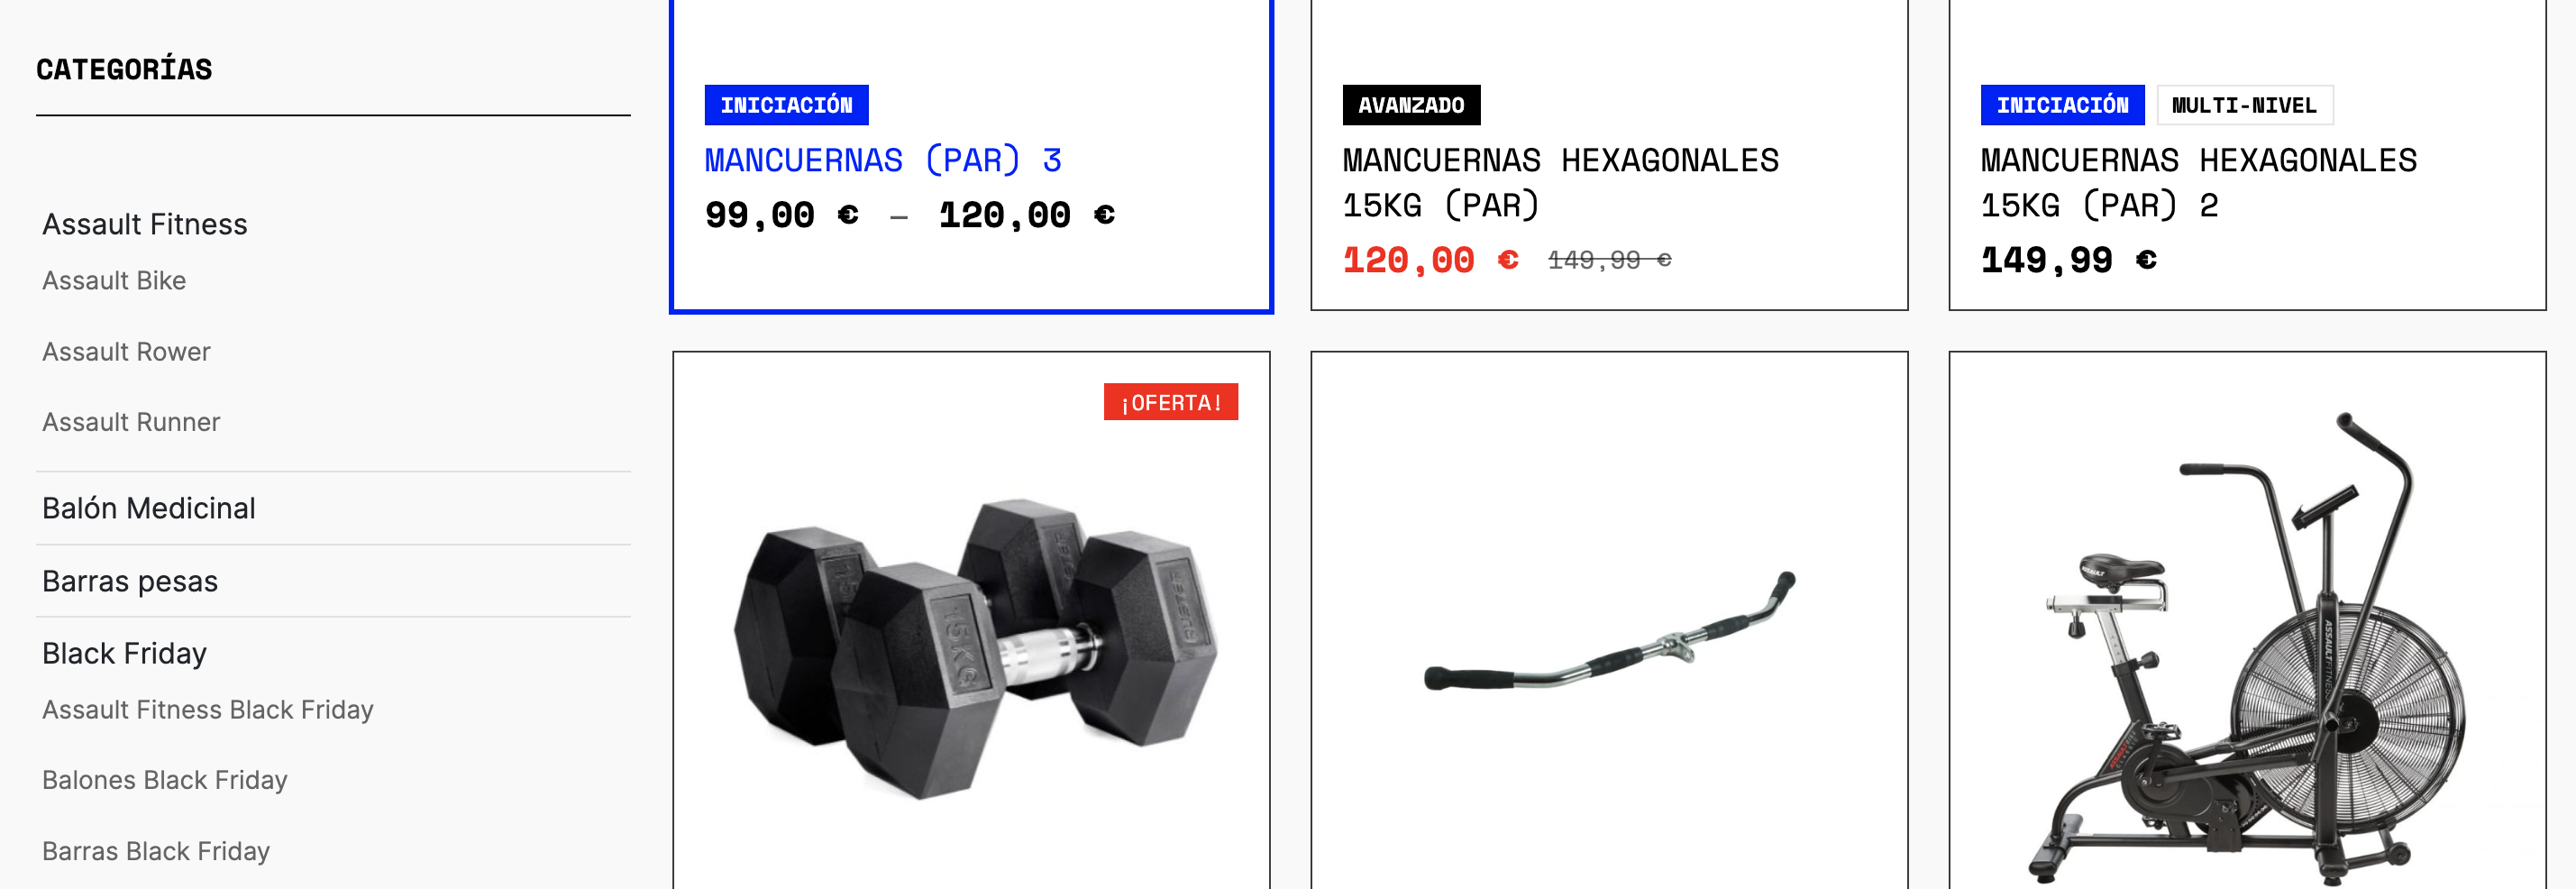 CATEGORÍAS
Assault Fitness
Assault Bike
Assault Rower
Assault Runner
Balón Medicinal
Barras pesas
Black Friday
Assault Fitness Black Friday
Balones Black Friday
Barras Black Friday
INICIACIÓN
MANCUERNAS (PAR) 3
99,00 € – 120,00 €
AVANZADO
MANCUERNAS HEXAGONALES
15KG (PAR)
120,00 € 149,99 €
INICIACIÓN MULTI-NIVEL
MANCUERNAS HEXAGONALES
15KG (PAR) 2
149,99 €
¡OFERTA!
15KG
ASSAULT FITNESS